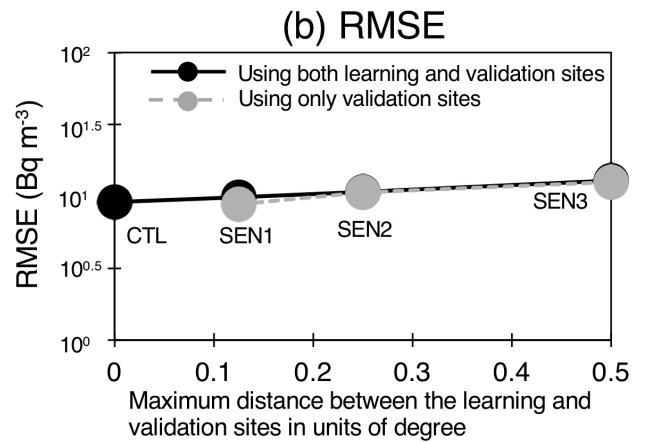 (b) RMSE
10²
Using both learning and validation sites
Using only validation sites
10¹·⁵
RMSE (Bq m⁻³)
10¹
CTL
SEN1
SEN2
SEN3
10⁰·⁵
10⁰
0 0.1 0.2 0.3 0.4 0.5
Maximum distance between the learning and
validation sites in units of degree